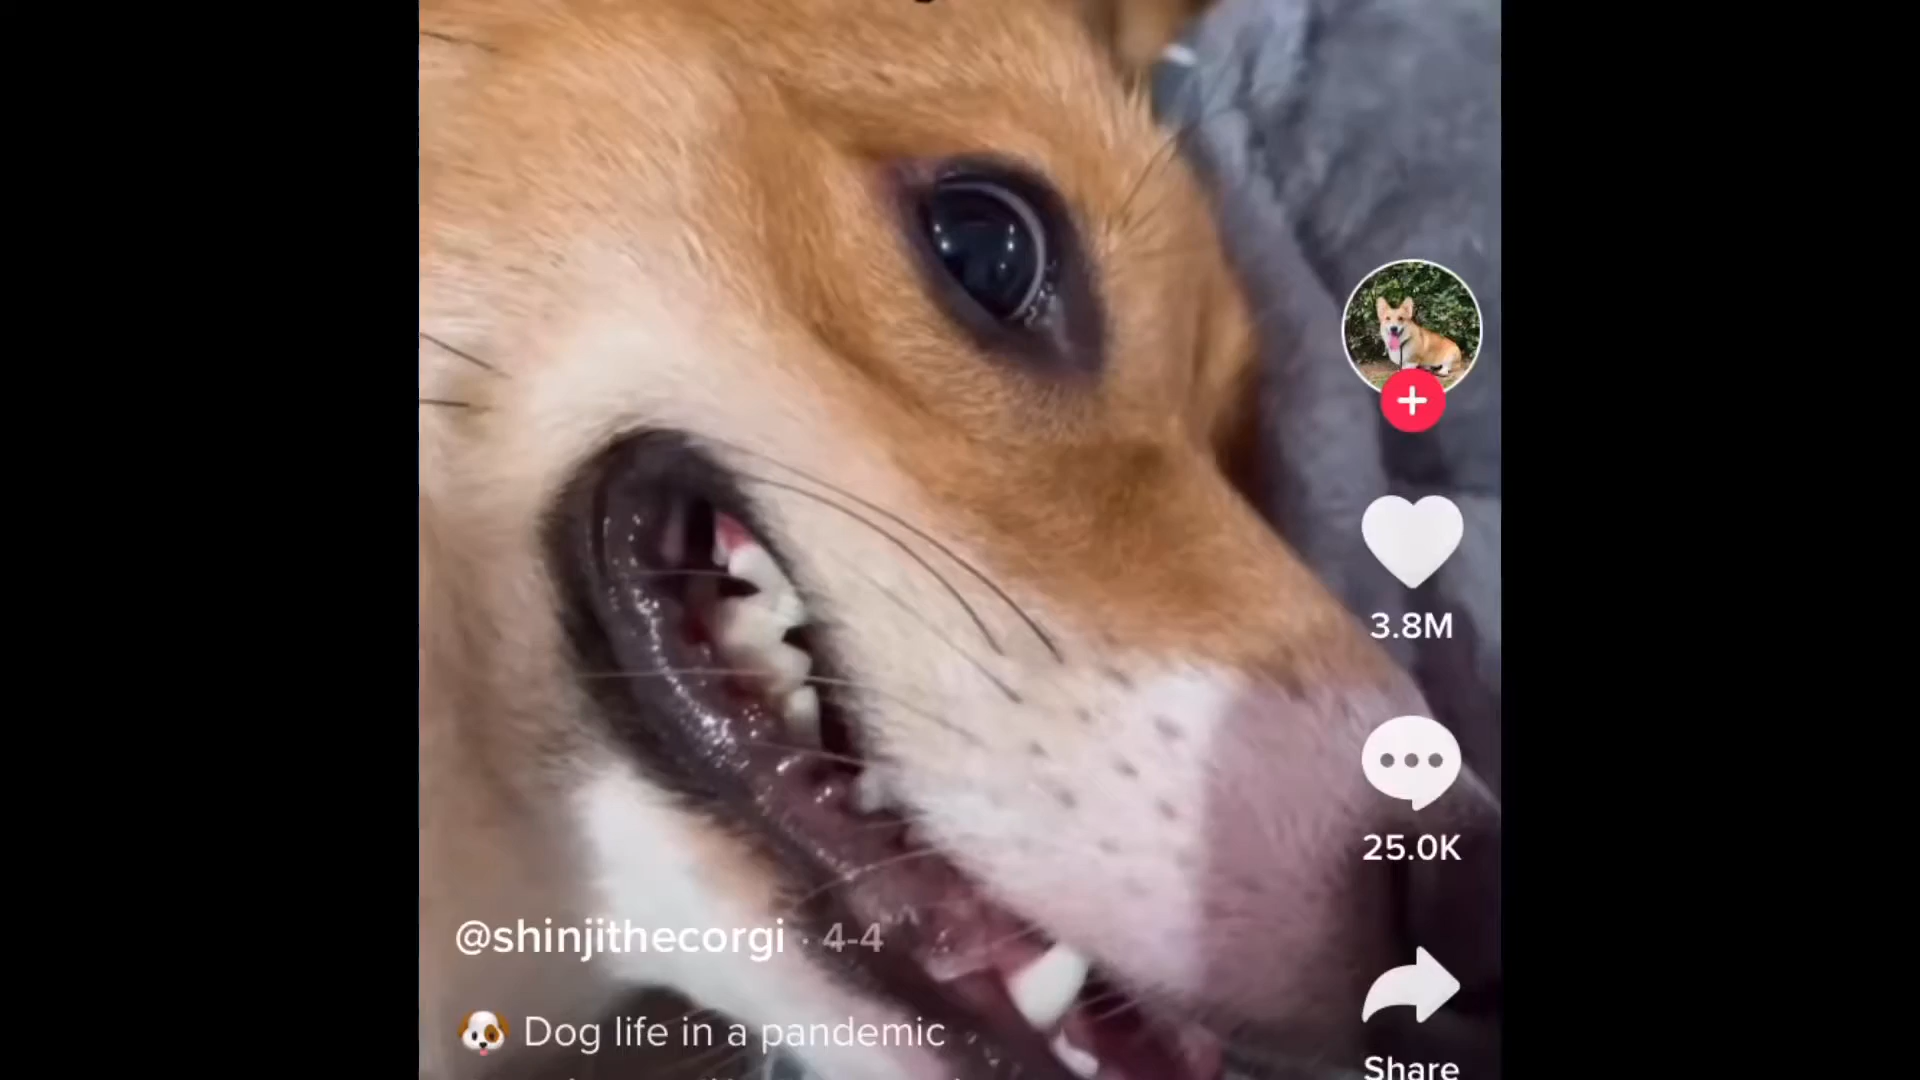 3.8M
25.0K
@shinjithecorgi · 4-4
Dog life in a pandemic
Share